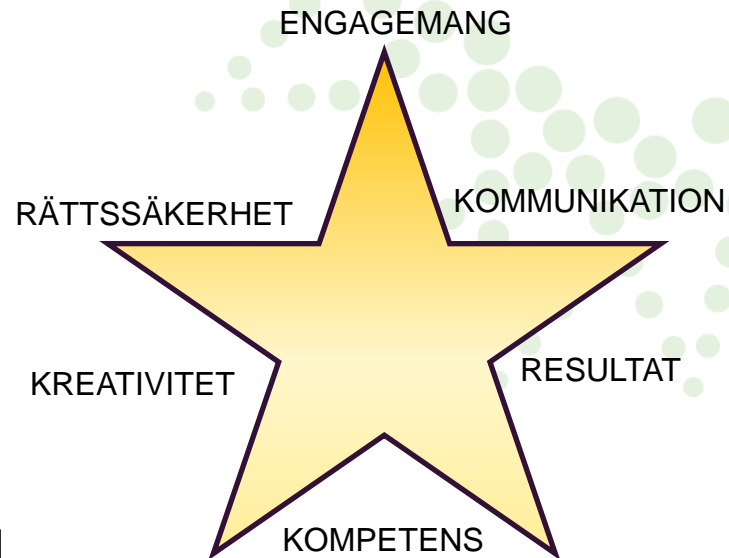 ENGAGEMANG
RÄTTSSÄKERHET
KOMMUNIKATION
KREATIVITET
RESULTAT
KOMPETENS